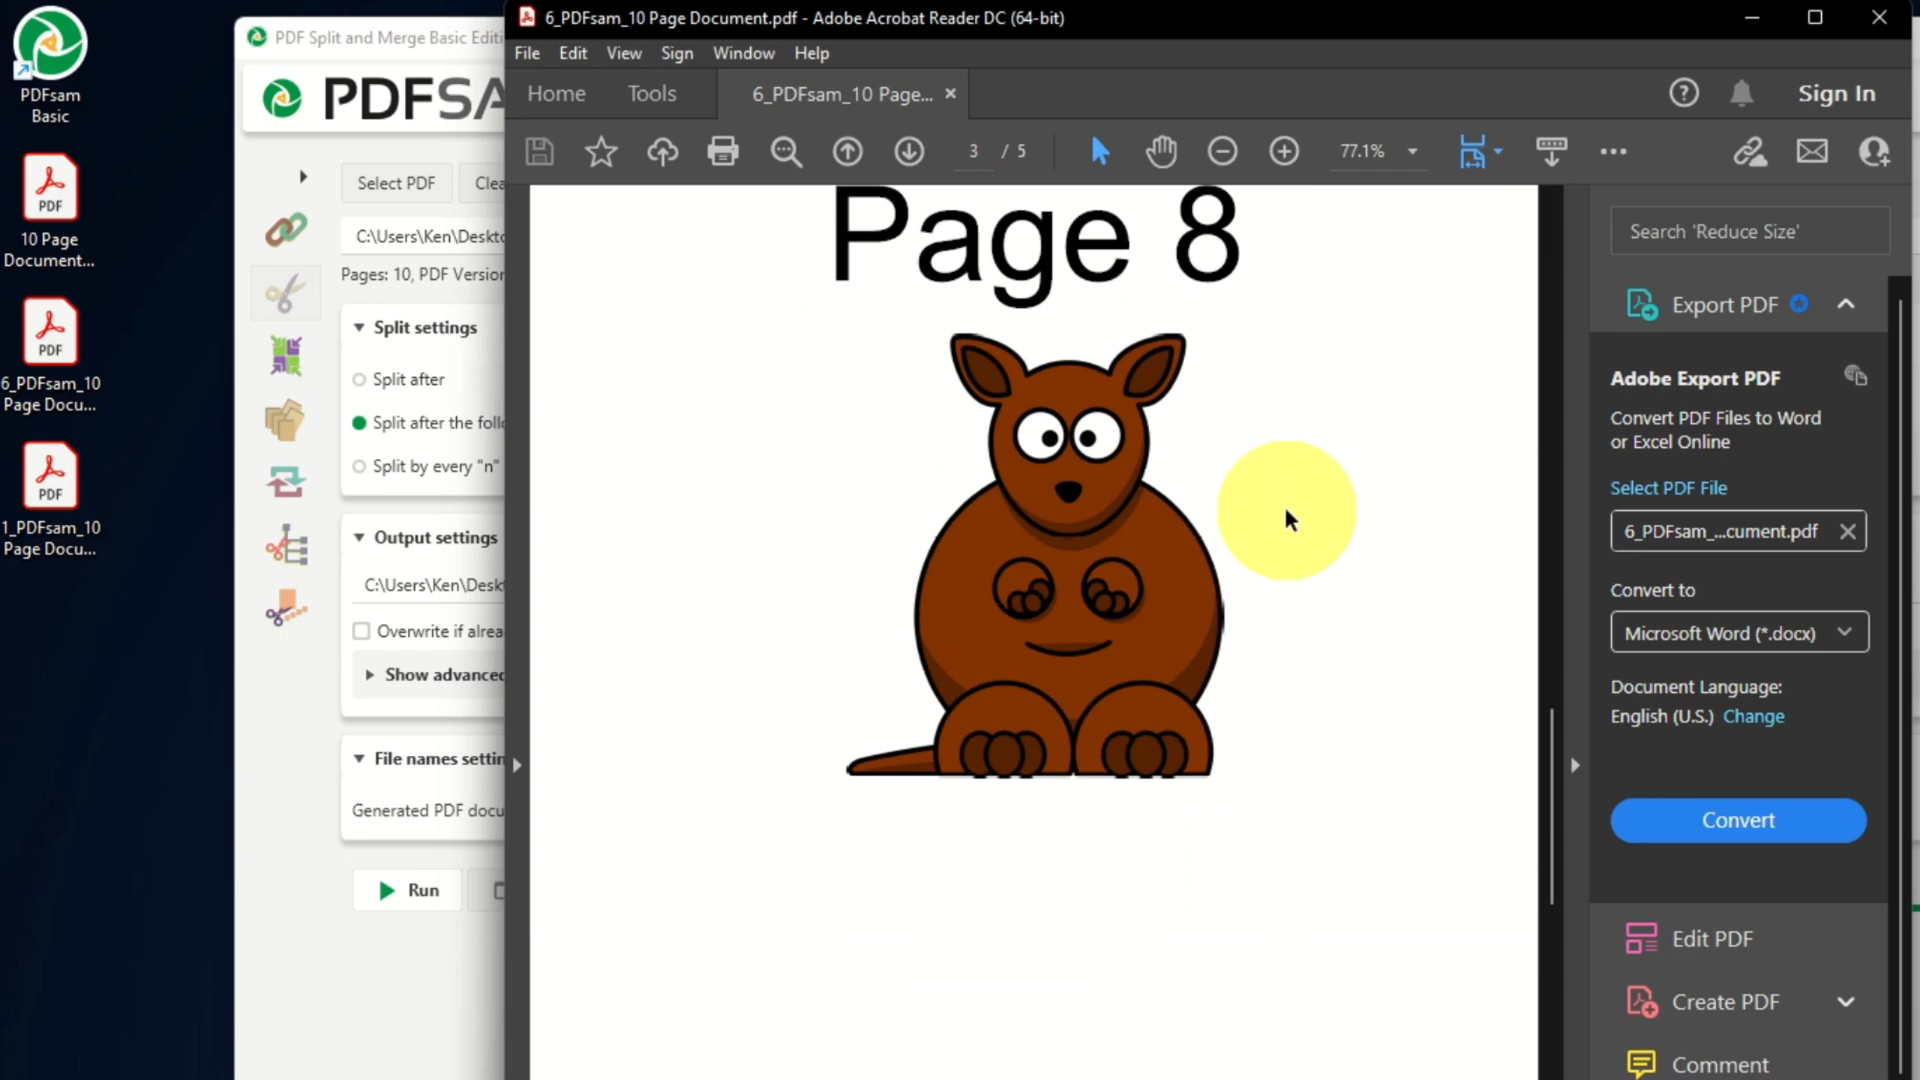 PDFsam
Basic
10 Page
Document...
6_PDFsam_10
Page Docu...
1_PDFsam_10
Page Docu...
PDF Split and Merge Basic Editi
PDFSA
Select PDF
Clea
C:\Users\Ken\Deskto
Pages: 10, PDF Version
Split settings
Split after
Split after the follo
Split by every "n"
Output settings
C:\Users\Ken\Deskt
Overwrite if alrea
Show advanced
File names settin
Generated PDF docu
Run
6_PDFsam_10 Page Document.pdf - Adobe Acrobat Reader DC (64-bit)
File Edit View Sign Window Help
Home Tools 6_PDFsam_10 Page... Sign In
3 / 5 77.1%
Page 8
Search 'Reduce Size'
Export PDF
Adobe Export PDF
Convert PDF Files to Word
or Excel Online
Select PDF File
6_PDFsam_...cument.pdf
Convert to
Microsoft Word (*.docx)
Document Language:
English (U.S.) Change
Convert
Edit PDF
Create PDF
Comment
PDF
PDF
PDF